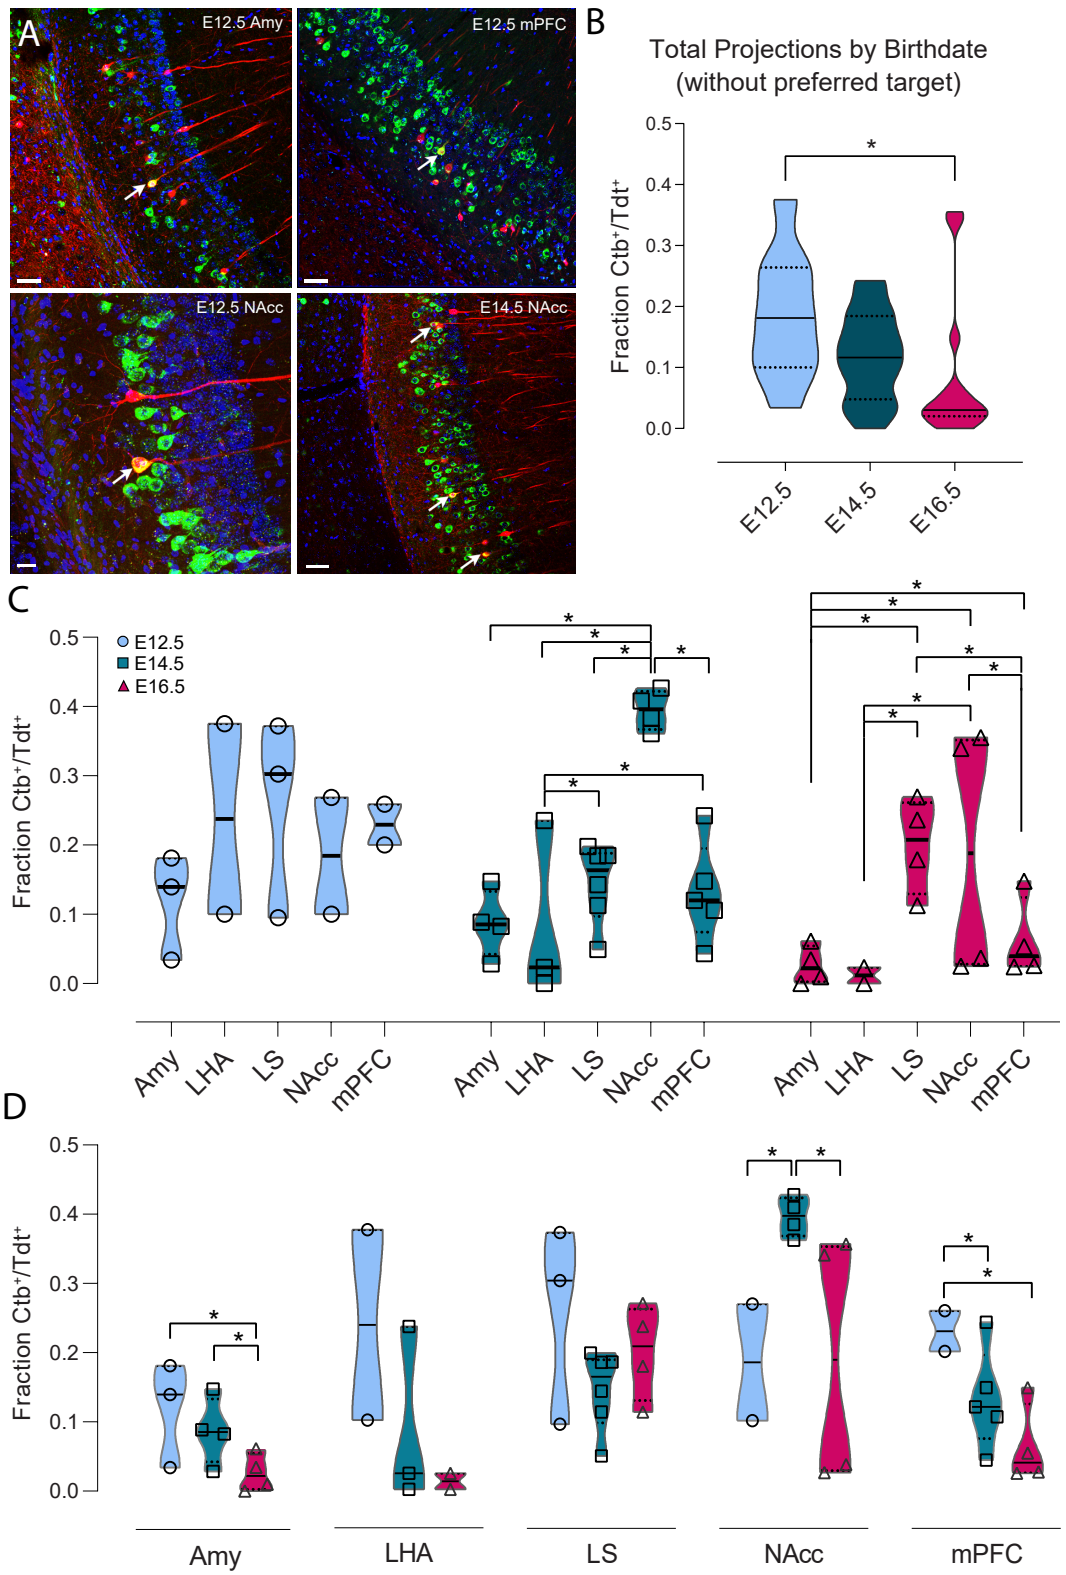 A
E12.5 Amy
E12.5 mPFC
E12.5 NAcc
E14.5 NAcc
B
Total Projections by Birthdate
(without preferred target)
Fraction Ctb⁺/Tdt⁺
0.5
0.4
0.3
0.2
0.1
0.0
*
E12.5
E14.5
E16.5
C
Fraction Ctb⁺/Tdt⁺
0.5
0.4
0.3
0.2
0.1
0.0
E12.5
E14.5
E16.5
* * * * * *
* * * * * * *
Amy LHA LS NAcc mPFC
Amy LHA LS NAcc mPFC
Amy LHA LS NAcc mPFC
D
Fraction Ctb⁺/Tdt⁺
0.5
0.4
0.3
0.2
0.1
0.0
* * * * * *
Amy LHA LS NAcc mPFC